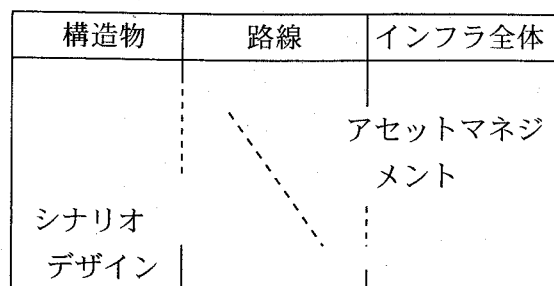 構造物 路線 インフラ全体
アセットマネジ
メント
シナリオ
デザイン